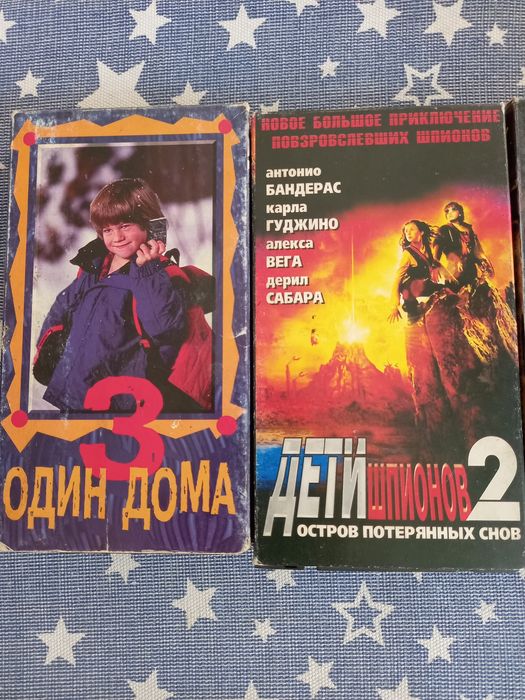 3
ОДИН ДОМА
НОВОЕ БОЛЬШОЕ ПРИКЛЮЧЕНИЕ
ПОВЗРОСЛЕВШИХ ШПИОНОВ
антонио
БАНДЕРАС
карла
ГУДЖИНО
алекса
ВЕГА
дерил
САБАРА
ДЕТИ ШПИОНОВ 2
ОСТРОВ ПОТЕРЯННЫХ СНОВ